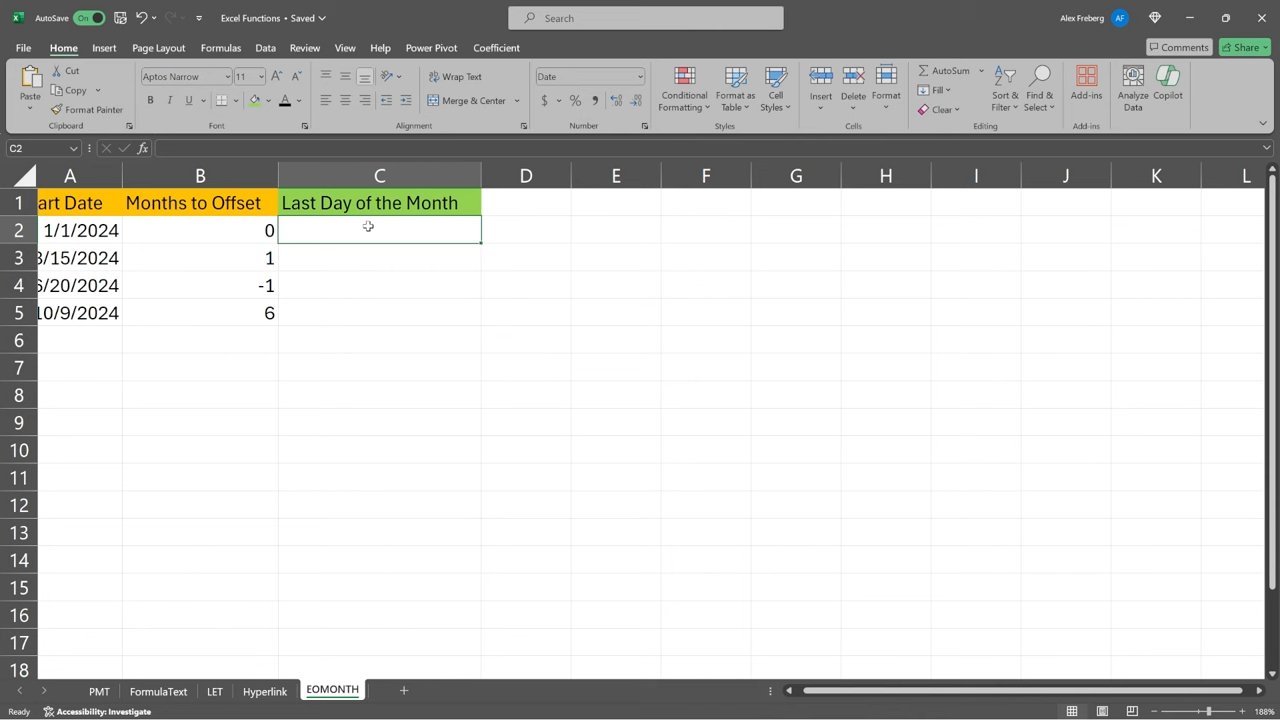 AutoSave On Excel Functions • Saved Search Alex Freberg AF
File Home Insert Page Layout Formulas Data Review View Help Power Pivot Coefficient Comments Share
Paste Cut Copy Format Painter Clipboard
Aptos Narrow 11 B I U A Font
Wrap Text Merge & Center Alignment
Date $ % , Number
Conditional Formatting Format as Table Cell Styles Styles
Insert Delete Format Cells
AutoSum Fill Clear Sort & Filter Find & Select Editing
Add-ins Add-ins
Analyze Data Copilot
C2 fx
A B C D E F G H I J K L
1 art Date Months to Offset Last Day of the Month
2 1/1/2024 0
3 /15/2024 1
4 /20/2024 -1
5 10/9/2024 6
6
7
8
9
10
11
12
13
14
15
16
17
18
PMT FormulaText LET Hyperlink EOMONTH +
Ready Accessibility: Investigate 188%